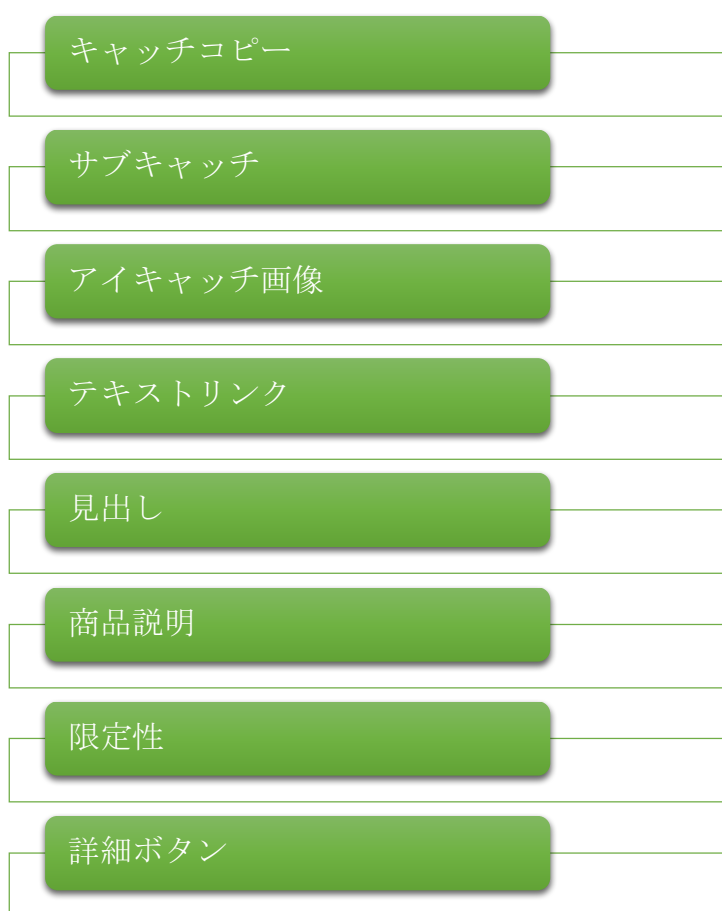 キャッチコピー
サブキャッチ
アイキャッチ画像
テキストリンク
見出し
商品説明
限定性
詳細ボタン